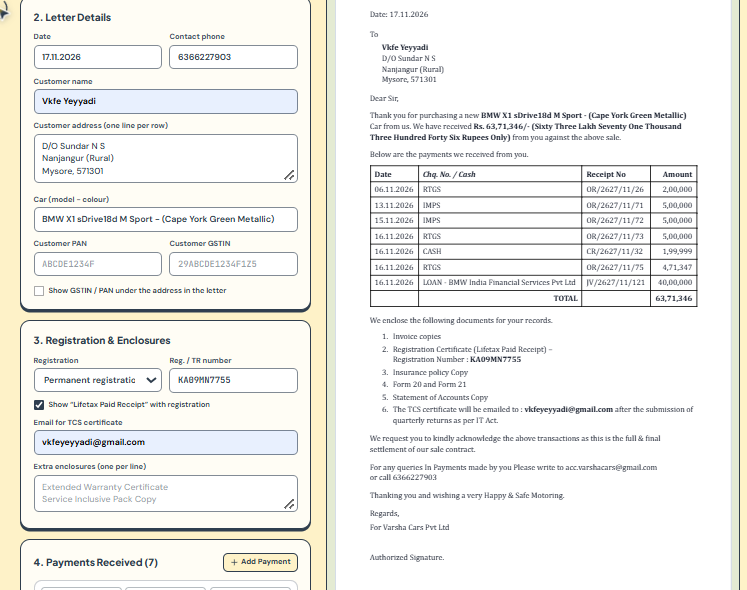 2. Letter Details
Date
Contact phone
17.11.2026
6366227903
Customer name
Vkfe Yeyyadi
Customer address (one line per row)
D/O Sundar N S
Nanjangur (Rural)
Mysore, 571301
Car (model - colour)
BMW X1 sDrive18d M Sport - (Cape York Green Metallic)
Customer PAN
Customer GSTIN
ABCDE1234F
29ABCDE1234F1Z5
Show GSTIN / PAN under the address in the letter
3. Registration & Enclosures
Registration
Reg. / TR number
Permanent registratic
KA09MN7755
Show "Lifetax Paid Receipt" with registration
Email for TCS certificate
vkfeyeyyadi@gmail.com
Extra enclosures (one per line)
Extended Warranty Certificate
Service Inclusive Pack Copy
4. Payments Received (7)
+ Add Payment
Date: 17.11.2026
To
Vkfe Yeyyadi
D/O Sundar N S
Nanjangur (Rural)
Mysore, 571301
Dear Sir,
Thank you for purchasing a new BMW X1 sDrive18d M Sport - (Cape York Green Metallic)
Car from us. We have received Rs. 63,71,346/- (Sixty Three Lakh Seventy One Thousand
Three Hundred Forty Six Rupees Only) from you against the above sale.
Below are the payments we received from you.
Date Chq. No. / Cash Receipt No Amount
06.11.2026 RTGS OR/2627/11/26 2,00,000
13.11.2026 IMPS OR/2627/11/71 5,00,000
15.11.2026 IMPS OR/2627/11/72 5,00,000
16.11.2026 RTGS OR/2627/11/73 5,00,000
16.11.2026 CASH CR/2627/11/32 1,99,999
16.11.2026 RTGS OR/2627/11/75 4,71,347
16.11.2026 LOAN - BMW India Financial Services Pvt Ltd JV/2627/11/121 40,00,000
TOTAL 63,71,346
We enclose the following documents for your records.
1. Invoice copies
2. Registration Certificate (Lifetax Paid Receipt) –
Registration Number : KA09MN7755
3. Insurance policy Copy
4. Form 20 and Form 21
5. Statement of Accounts Copy
6. The TCS certificate will be emailed to : vkfeyeyyadi@gmail.com after the submission of
quarterly returns as per IT Act.
We request you to kindly acknowledge the above transactions as this is the full & final
settlement of our sale contract.
For any queries In Payments made by you Please write to acc.varshacars@gmail.com
or call 6366227903
Thanking you and wishing a very Happy & Safe Motoring.
Regards,
For Varsha Cars Pvt Ltd
Authorized Signature.